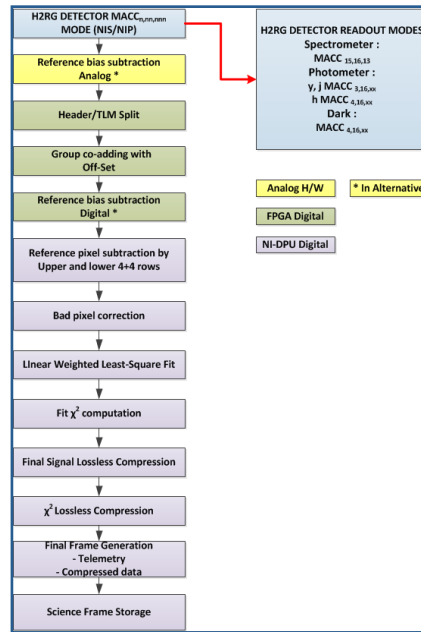 H2RG DETECTOR MACCn,nn,nnn
MODE (NIS/NIP)
Reference bias subtraction
Analog *
Header/TLM Split
Group co-adding with
Off-Set
Reference bias subtraction
Digital *
Reference pixel subtraction by
Upper and lower 4+4 rows
Bad pixel correction
LInear Weighted Least-Square Fit
Fit χ² computation
Final Signal Lossless Compression
χ² Lossless Compression
Final Frame Generation
- Telemetry
- Compressed data
Science Frame Storage
H2RG DETECTOR READOUT MODES
Spectrometer :
MACC 15,16,13
Photometer :
y, j MACC 3,16,xx
h MACC 4,16,xx
Dark :
MACC 4,16,xx
Analog H/W
* In Alternative
FPGA Digital
NI-DPU Digital